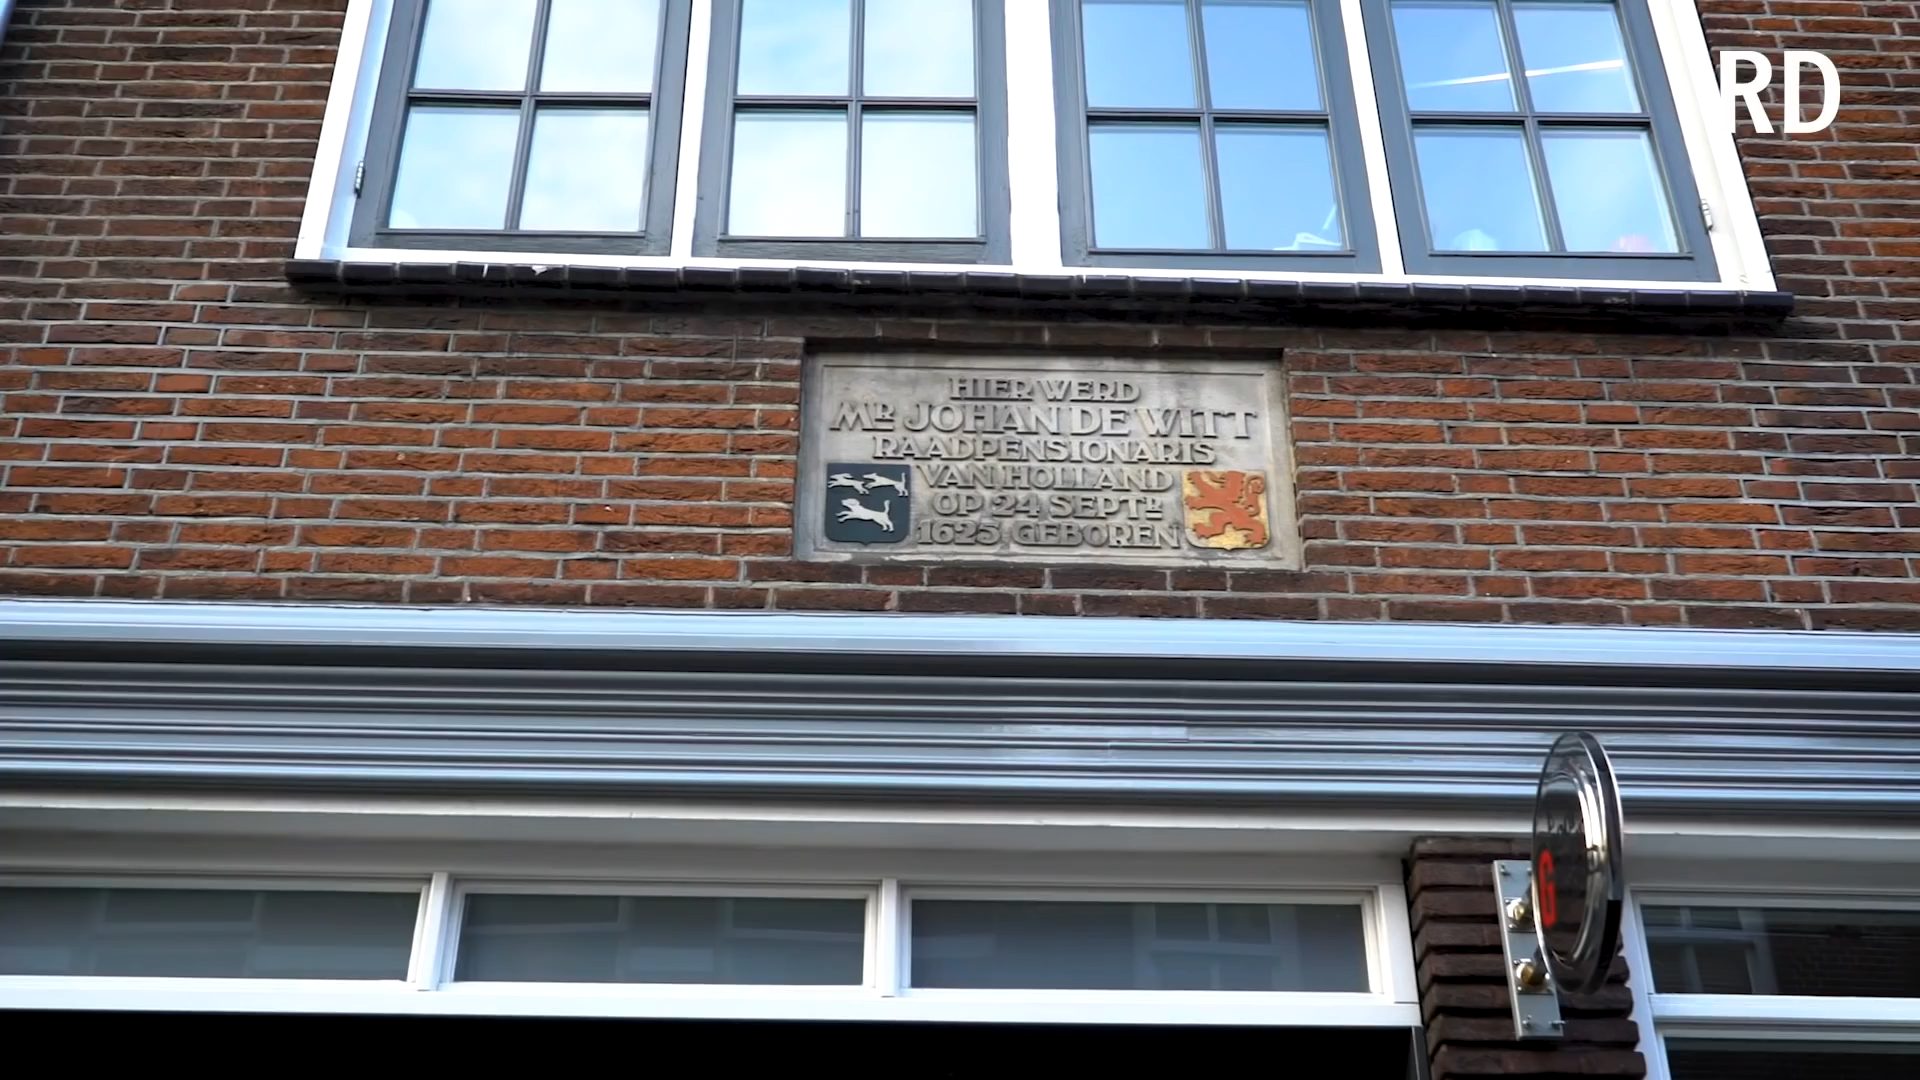 RD
HIER WERD
MR JOHAN DE WITT
RAADPENSIONARIS
VAN HOLLAND
OP 24 SEPTR
1625 GEBOREN
G